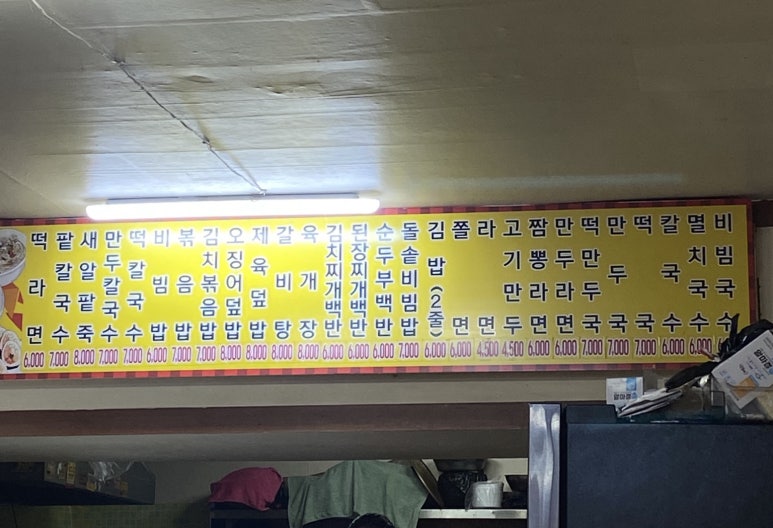 떡라면 6,000
팥칼국수 7,000
새알팥죽 8,000
만두칼국수 7,000
떡칼국수 7,000
비빔밥 6,000
볶음밥 7,000
김치볶음밥 7,000
오징어덮밥 8,000
제육덮밥 8,000
갈비탕 8,000
육개장 8,000
김치찌개백반 6,000
된장찌개백반 6,000
순두부백반 6,000
돌솥비빔밥 7,000
김밥(2줄) 6,000
쫄면 6,000
라면 4,500
고기만두 4,500
짬뽕라면 6,000
만두라면 6,000
떡만두국 7,000
만두국 7,000
떡국 7,000
칼국수 6,000
멸치국수 6,000
비빔국수